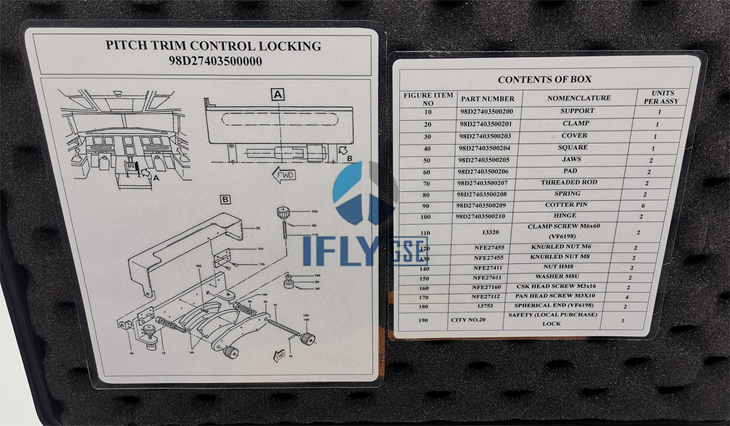 PITCH TRIM CONTROL LOCKING
98D27403500000
A
B
FWD
A
B
IFLY GSE
CONTENTS OF BOX
FIGURE ITEM NO PART NUMBER NOMENCLATURE UNITS PER ASSY
10 98D27403500200 SUPPORT 1
20 98D27403500201 CLAMP 1
30 98D27403500203 COVER 1
40 98D27403500204 SQUARE 1
50 98D27403500205 JAWS 2
60 98D27403500206 PAD 2
70 98D27403500207 THREADED ROD 2
80 98D27403500208 SPRING 2
90 98D27403500209 COTTER PIN 6
100 98D27403500210 HINGE 2
110 13320 CLAMP SCREW M6x60 (VF6198) 2
120 NFE27455 KNURLED NUT M6 2
130 NFE27455 KNURLED NUT M8 2
140 NFE27411 NUT HM8 2
150 NFE27611 WASHER M8U 2
160 NFE27160 CSK HEAD SCREW M3x16 2
170 NFE27112 PAN HEAD SCREW M3X10 4
180 13753 SPHERICAL END (VF6198) 2
190 CITY NO.20 SAFETY (LOCAL PURCHASE) LOCK 1